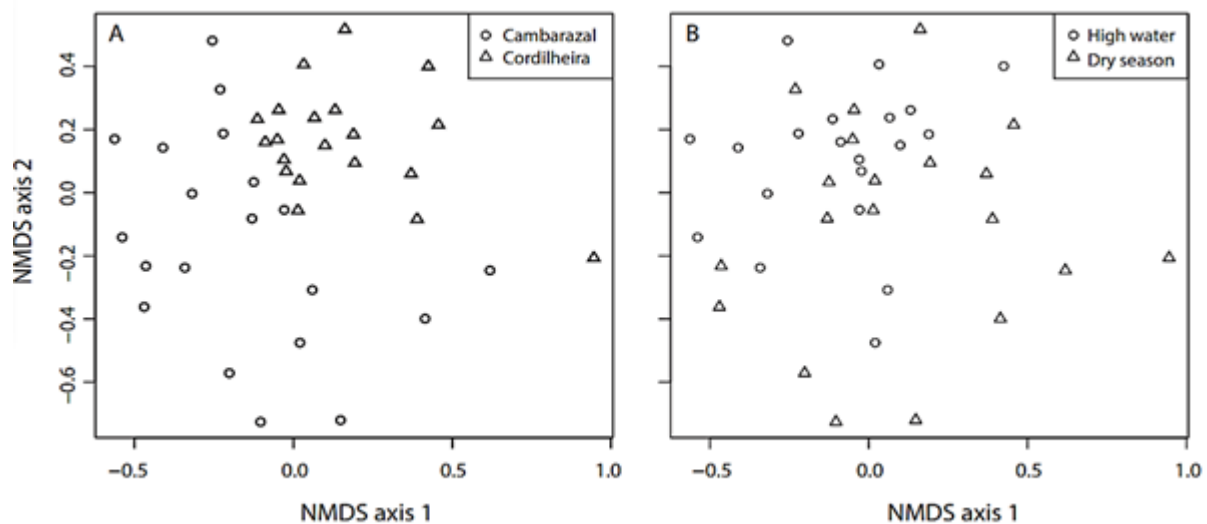 A
Cambarazal
Cordilheira
B
High water
Dry season
NMDS axis 2
0.4
0.2
0.0
−0.2
−0.4
−0.6
−0.5 0.0 0.5 1.0
−0.5 0.0 0.5 1.0
NMDS axis 1
NMDS axis 1